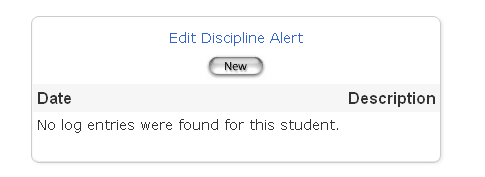 Edit Discipline Alert
New
Date Description
No log entries were found for this student.